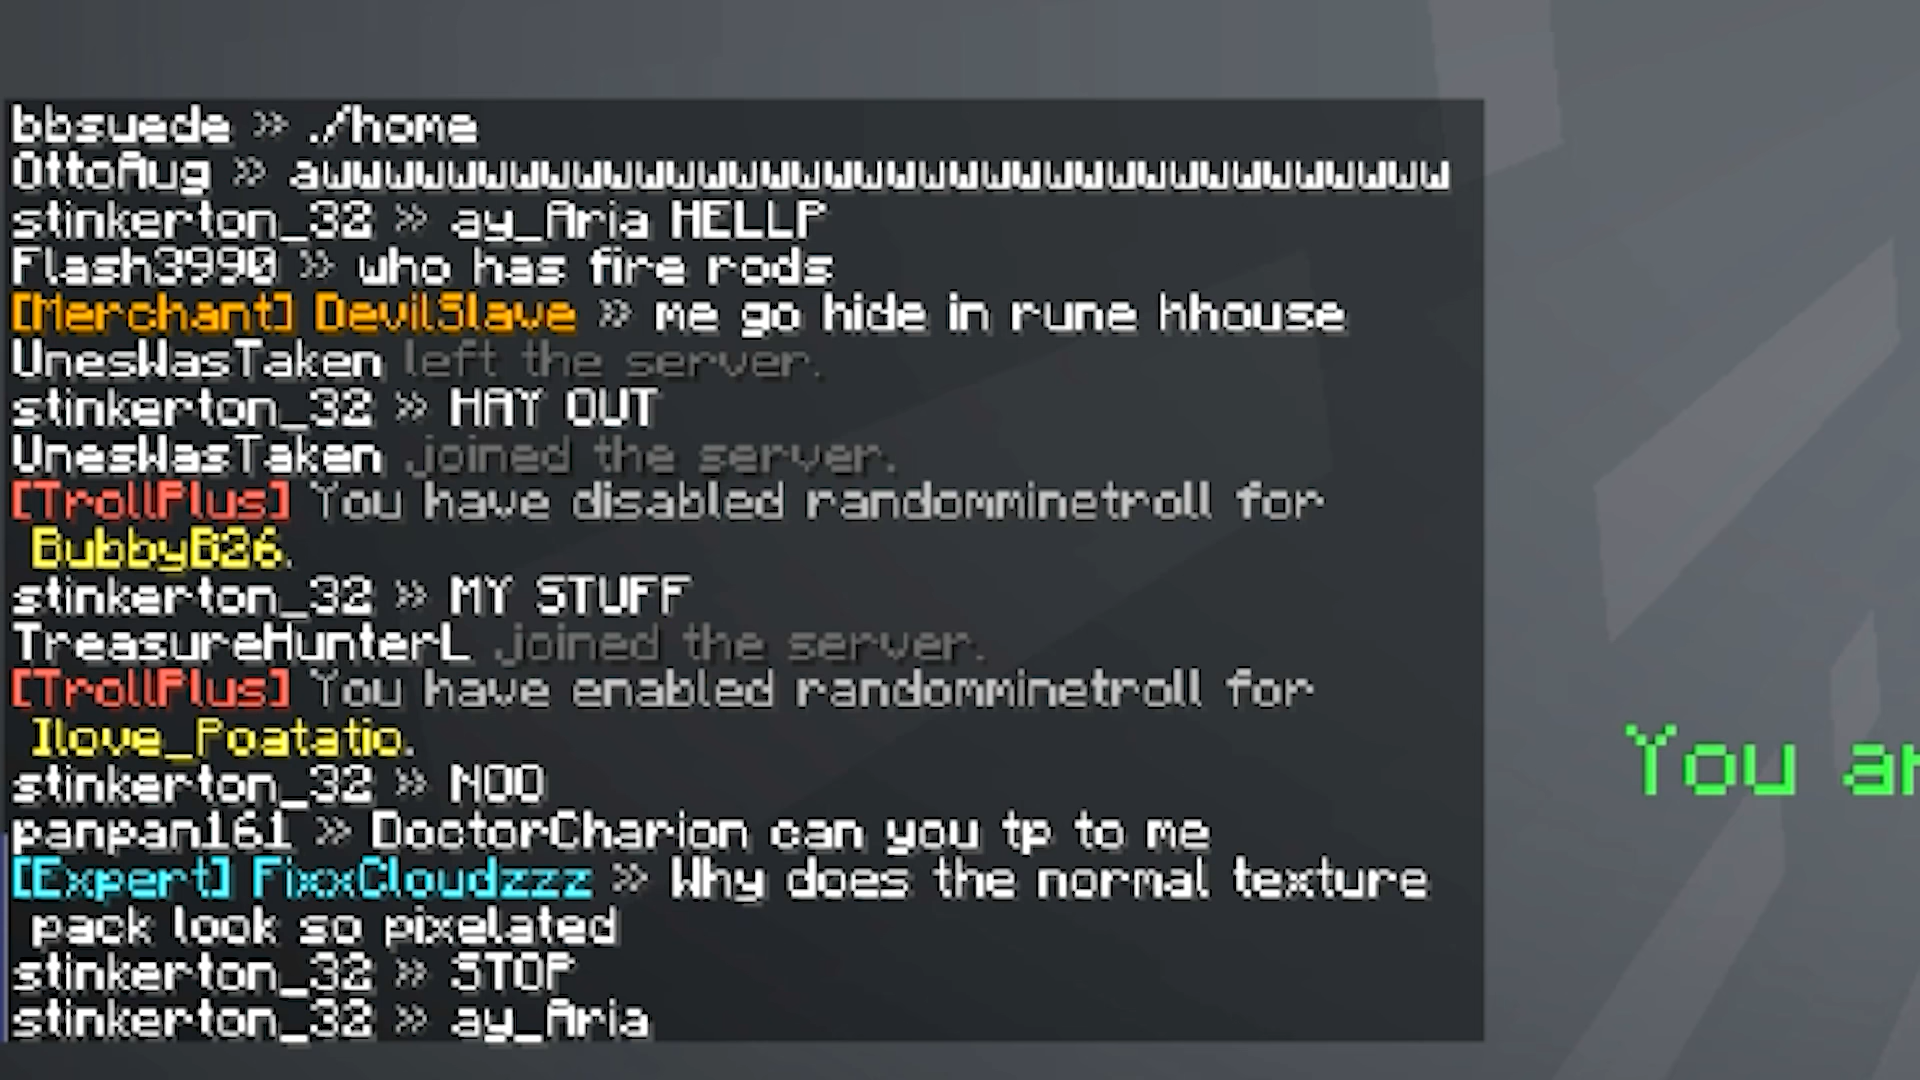 bbsuede » ./home
OttoAug » awwwwwwwwwwwwwwwwwwwwwwwwwwwwwwwwwwww
stinkerton_32 » ay_Aria HELLP
Flash3990 » who has fire rods
[Merchant] DevilSlave » me go hide in rune hhouse
UnesWasTaken left the server.
stinkerton_32 » HAY OUT
UnesWasTaken joined the server.
[TrollPlus] You have disabled randomminetroll for
BubbyB26.
stinkerton_32 » MY STUFF
TreasureHunterL joined the server.
[TrollPlus] You have enabled randomminetroll for
Ilove_Poatatio.
You ar
stinkerton_32 » NOO
panpan161 » DoctorCharion can you tp to me
[Expert] FixxCloudzzz » Why does the normal texture
pack look so pixelated
stinkerton_32 » STOP
stinkerton_32 » ay_Aria